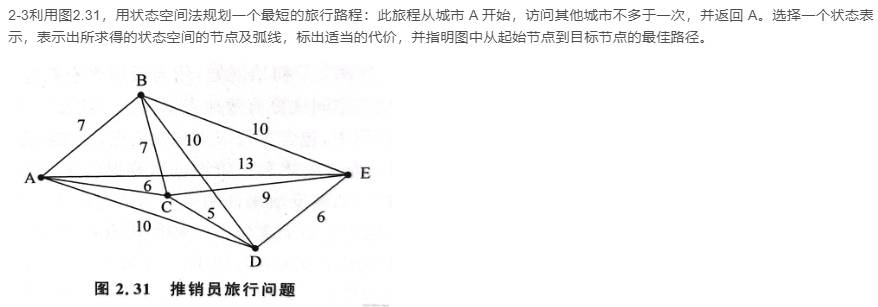 2-3利用图2.31，用状态空间法规划一个最短的旅行路程：此旅程从城市 A 开始，访问其他城市不多于一次，并返回 A。选择一个状态表
示，表示出所求得的状态空间的节点及弧线，标出适当的代价，并指明图中从起始节点到目标节点的最佳路径。
B
7
10
7
10
13
A
E
6
C
9
5
6
10
D
图 2.31 推销员旅行问题